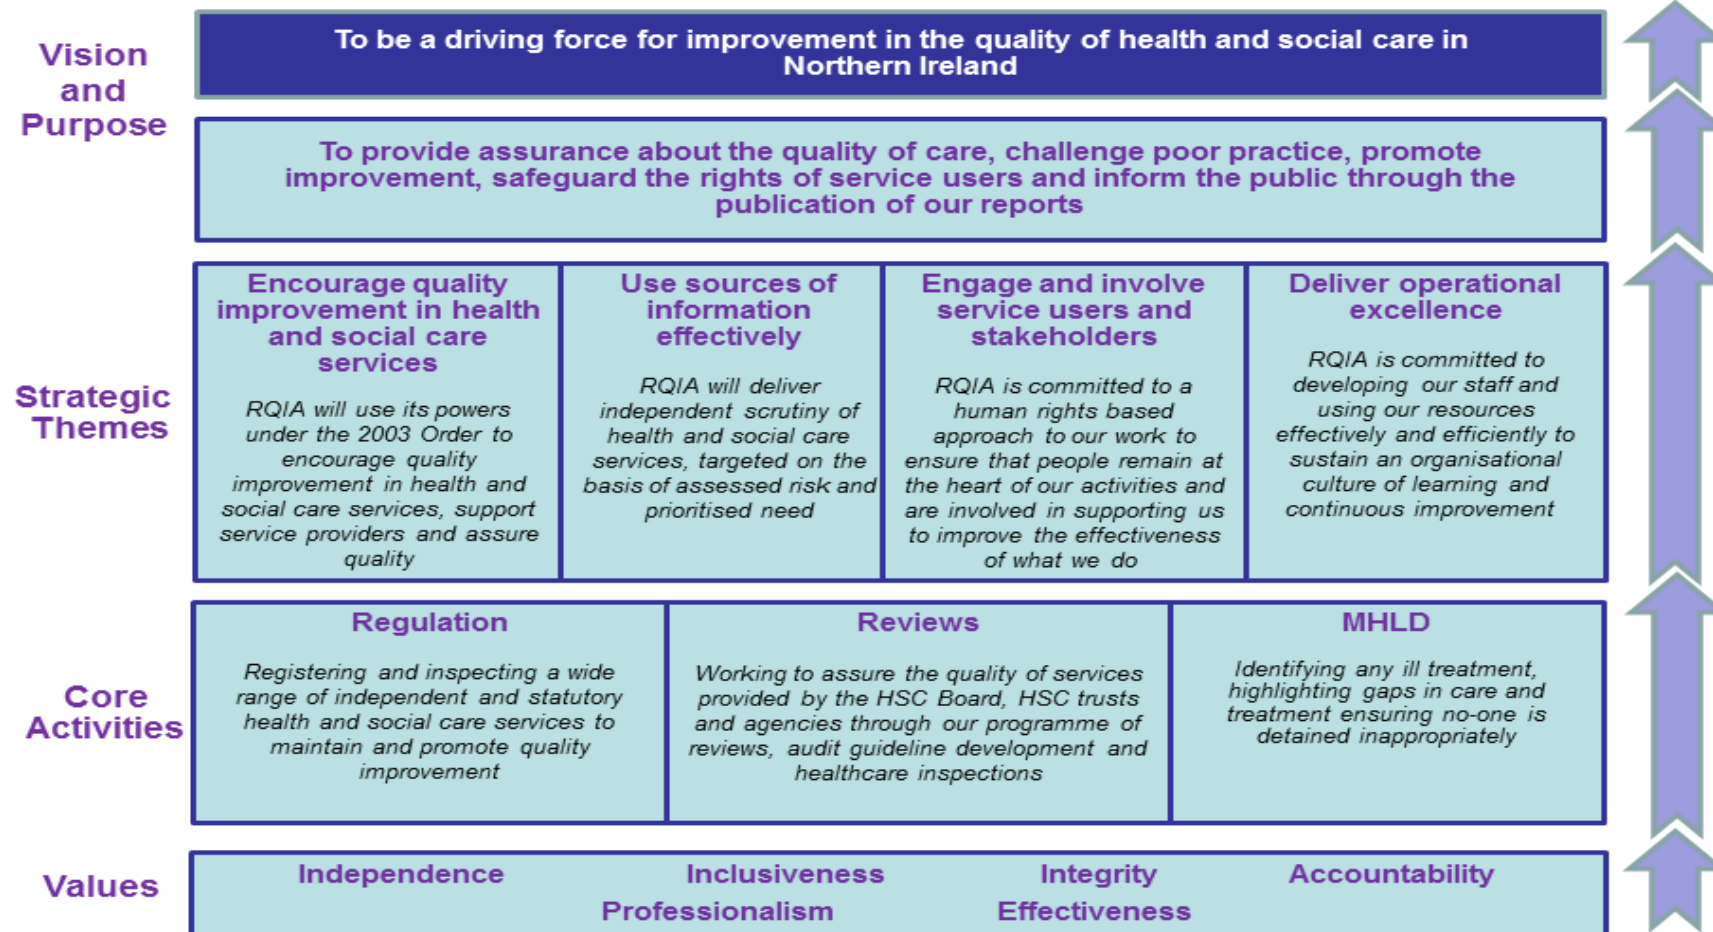 Vision
and
Purpose
To be a driving force for improvement in the quality of health and social care in
Northern Ireland
To provide assurance about the quality of care, challenge poor practice, promote
improvement, safeguard the rights of service users and inform the public through the
publication of our reports
Strategic
Themes
Encourage quality
improvement in health
and social care
services
RQIA will use its powers
under the 2003 Order to
encourage quality
improvement in health and
social care services, support
service providers and assure
quality
Use sources of
information
effectively
RQIA will deliver
independent scrutiny of
health and social care
services, targeted on the
basis of assessed risk and
prioritised need
Engage and involve
service users and
stakeholders
RQIA is committed to a
human rights based
approach to our work to
ensure that people remain at
the heart of our activities and
are involved in supporting us
to improve the effectiveness
of what we do
Deliver operational
excellence
RQIA is committed to
developing our staff and
using our resources
effectively and efficiently to
sustain an organisational
culture of learning and
continuous improvement
Core
Activities
Regulation
Registering and inspecting a wide
range of independent and statutory
health and social care services to
maintain and promote quality
improvement
Reviews
Working to assure the quality of services
provided by the HSC Board, HSC trusts
and agencies through our programme of
reviews, audit guideline development and
healthcare inspections
MHLD
Identifying any ill treatment,
highlighting gaps in care and
treatment ensuring no-one is
detained inappropriately
Values
Independence Inclusiveness Integrity Accountability
Professionalism Effectiveness